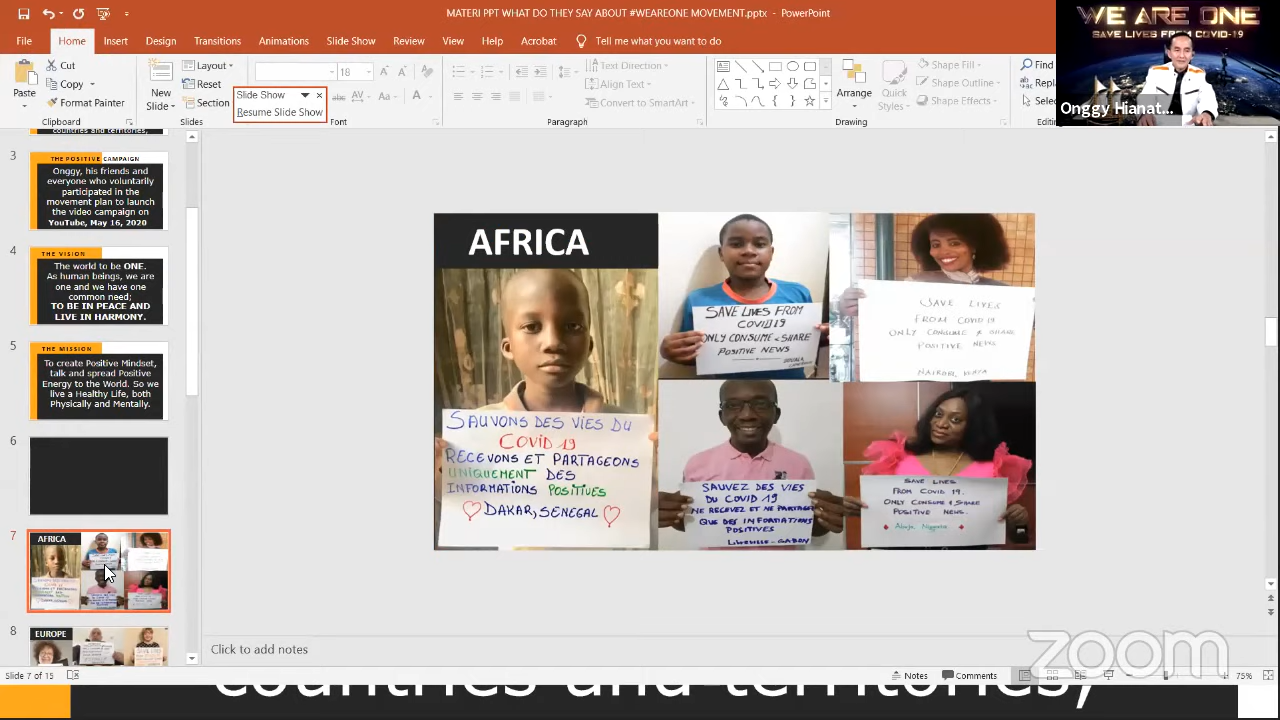 MATERI PPT WHAT DO THEY SAY ABOUT #WEAREONE MOVEMENT.pptx - PowerPoint
File Home Insert Design Transitions Animations Slide Show Review View Help Acrobat Tell me what you want to do
Paste
Cut
Copy
Format Painter
Clipboard
New Slide
Layout
Reset
Section
Slides
Slide Show
Resume Slide Show
18
Font
Text Direction
Align Text
Convert to SmartArt
Paragraph
Arrange
Quick Styles
Shape Fill
Shape Outline
Shape Effects
Drawing
Find
WE ARE ONE
SAVE LIVES FROM COVID-19
Onggy Hianat...
countries and territories,
3
THE POSITIVE CAMPAIGN
Onggy, his friends and
everyone who voluntarily
participated in the
movement plan to launch
the video campaign on
YouTube, May 16, 2020
4
THE VISION
The world to be ONE.
As human beings, we are
one and we have one
common need;
TO BE IN PEACE AND
LIVE IN HARMONY.
5
THE MISSION
To create Positive Mindset,
talk and spread Positive
Energy to the World. So we
live a Healthy Life, both
Physically and Mentally.
6
7
AFRICA
8
EUROPE
AFRICA
SAUVONS DES VIES DU
COVID 19
RECEVONS ET PARTAGEONS
UNIQUEMENT DES
INFORMATIONS POSITIVES
DAKAR, SENEGAL
SAVE LIVES FROM
COVID19
ONLY CONSUME & SHARE
POSITIVE NEWS
SAVE LIVES
FROM COVID 19
ONLY CONSUME & SHARE
POSITIVE NEWS
NAIROBI, KENYA
SAUVEZ DES VIES
DU COVID 19
NE RECEVEZ ET NE PARTAGEZ
QUE DES INFORMATIONS
POSITIVES
LIBREVILLE - GABON
SAVE LIVES
FROM COVID 19.
ONLY CONSUME & SHARE
POSITIVE NEWS.
Abuja Nigeria
Click to add notes
zoom
Slide 7 of 15
Notes
Comments
75%
countries and territories,